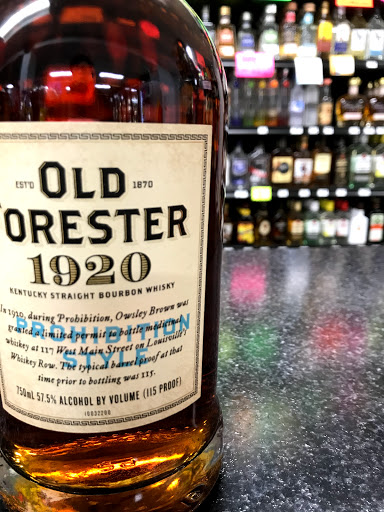 ESTD 1870
OLD
FORESTER
1920
KENTUCKY STRAIGHT BOURBON WHISKY
PROHIBITION
STYLE
In 1920, during Prohibition, Owsley Brown was
granted a limited permit to bottle medicinal
whiskey at 117 West Main Street on Louisville's
Whiskey Row. The typical barrel proof at that
time prior to bottling was 115.
750ml 57.5% ALCOHOL BY VOLUME (115 PROOF)